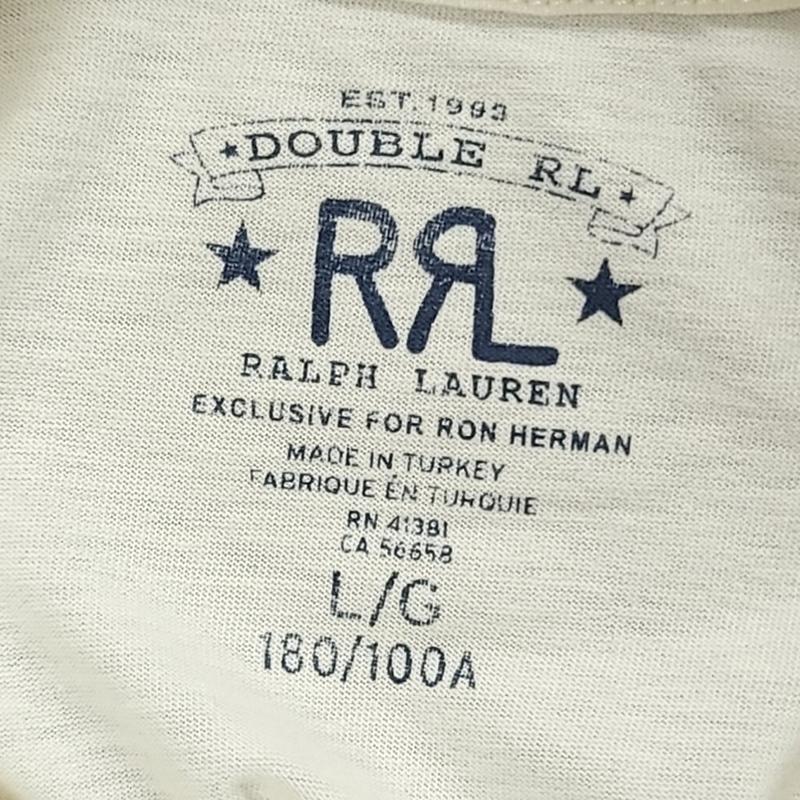 EST. 1993
DOUBLE RL
RRL
RALPH LAUREN
EXCLUSIVE FOR RON HERMAN
MADE IN TURKEY
FABRIQUÉ EN TURQUIE
RN 41381
CA 56658
L/G
180/100A